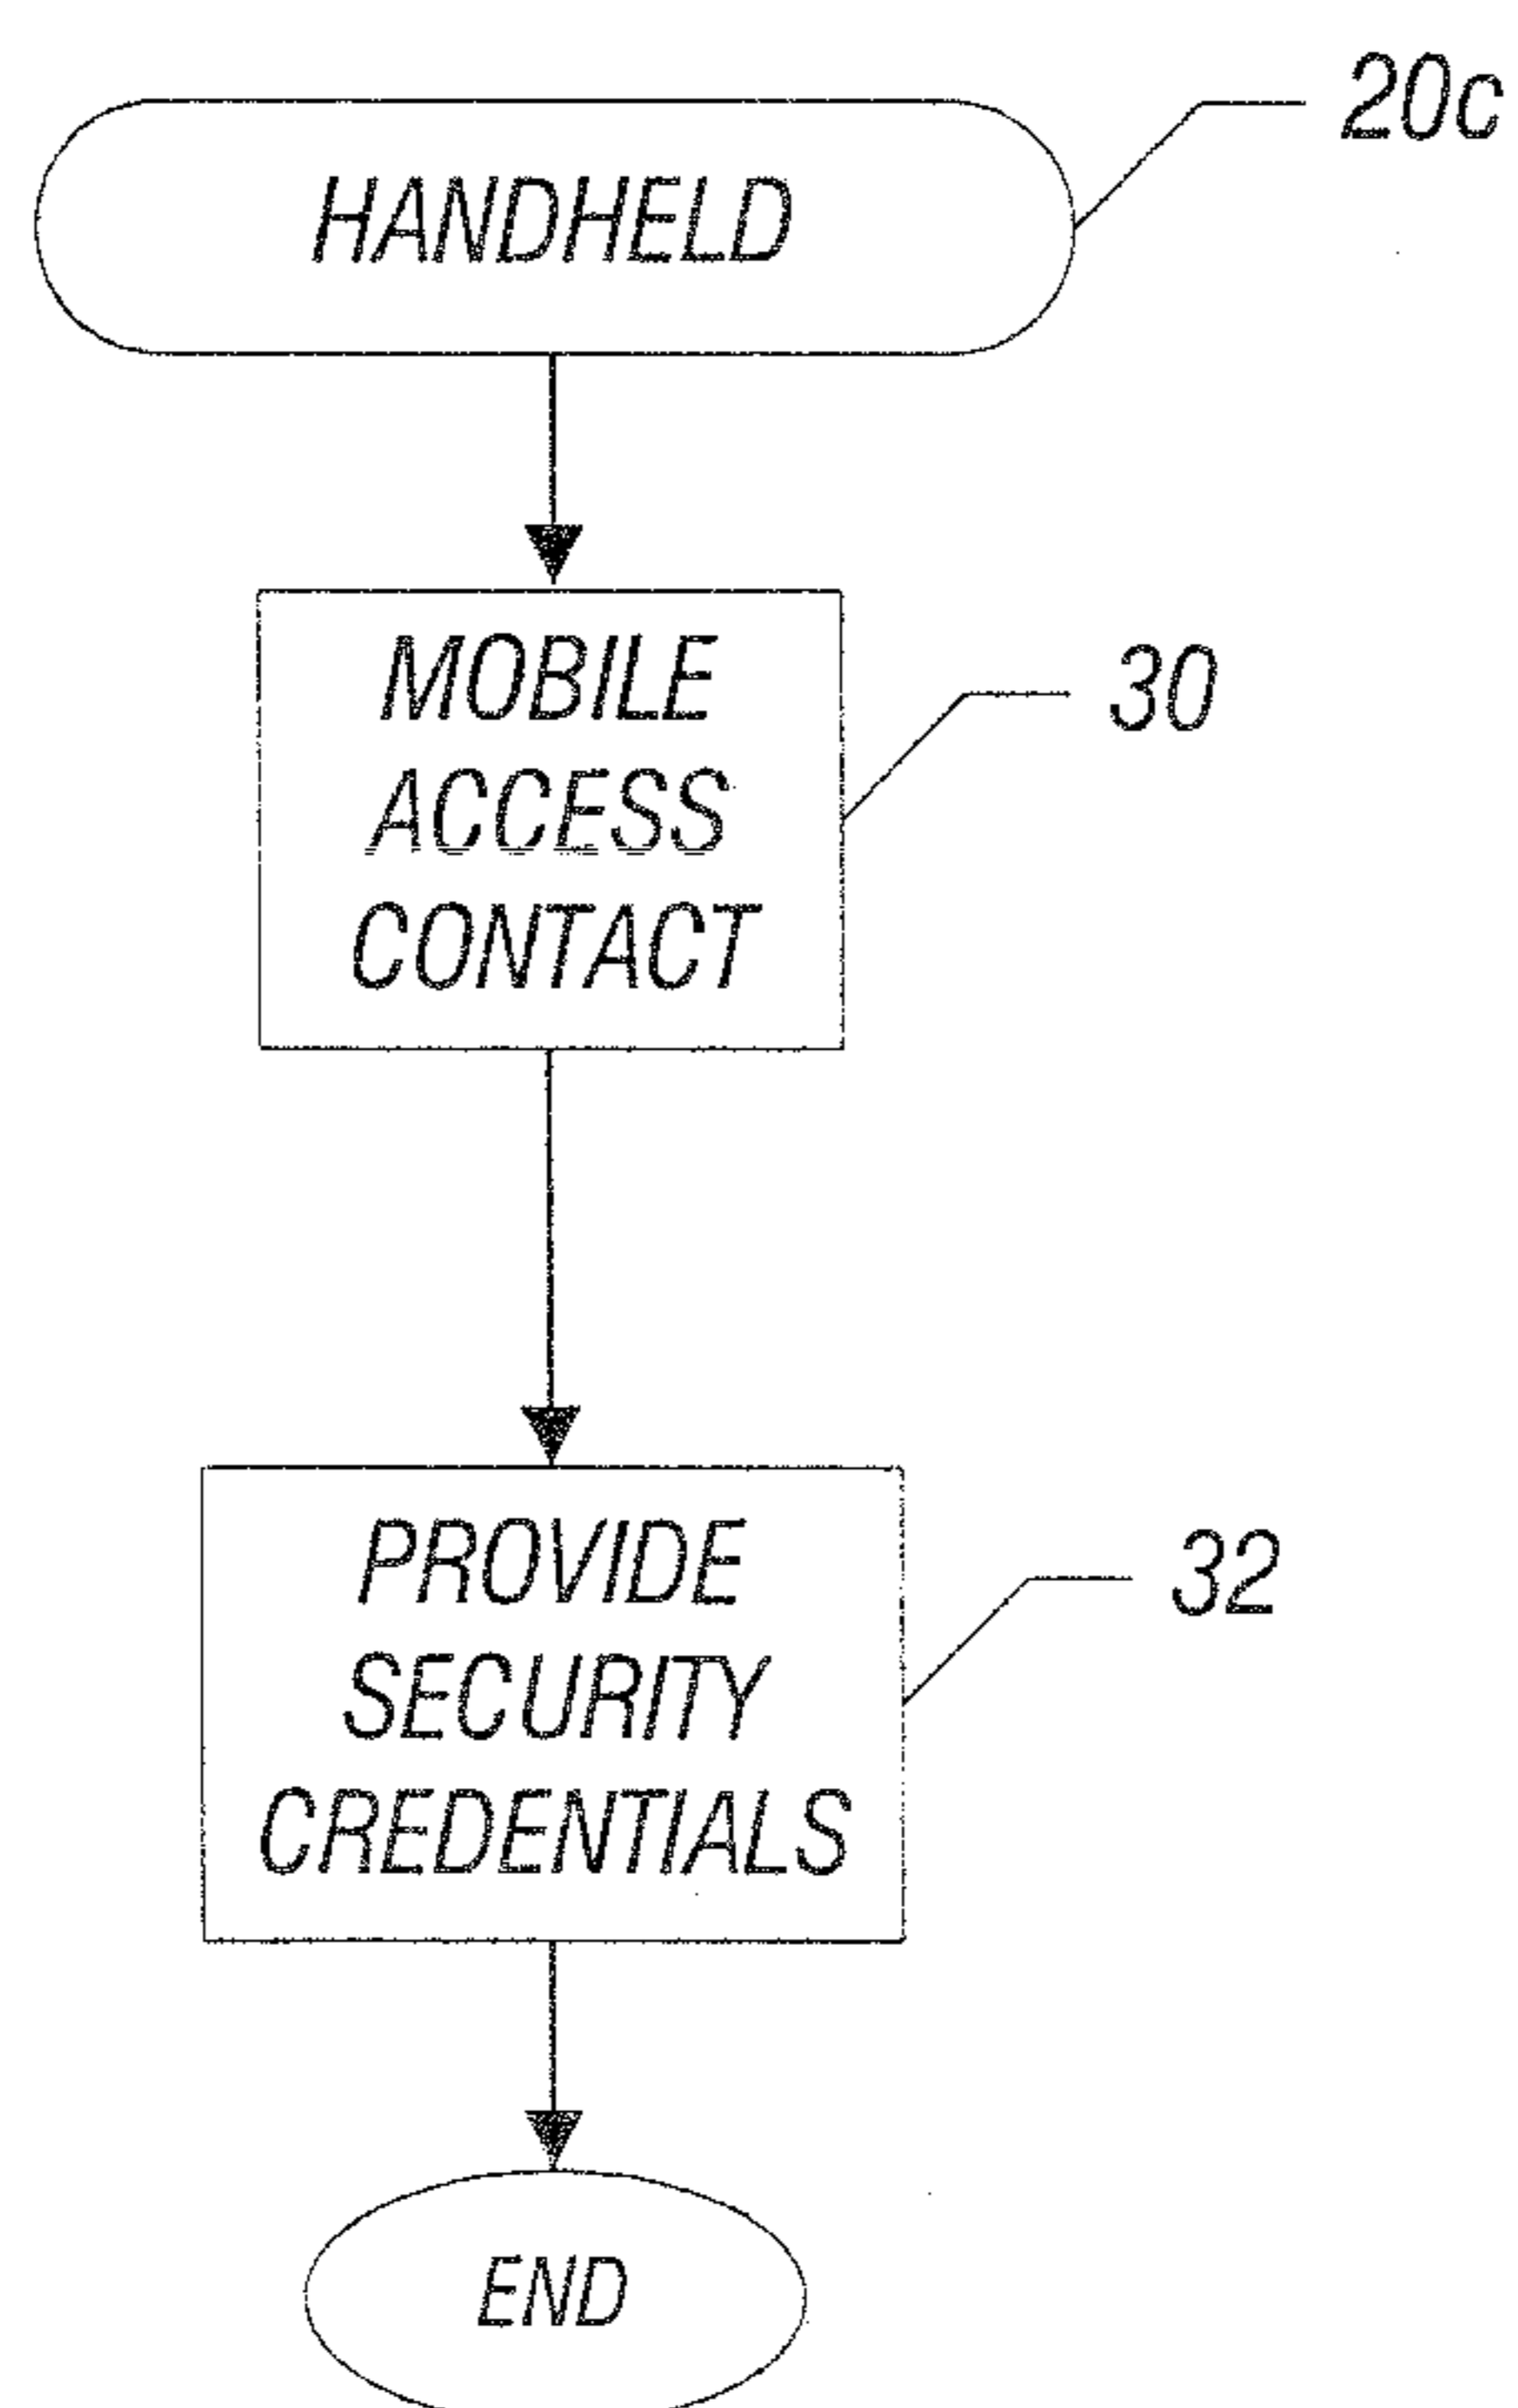 20c
HANDHELD
MOBILE
ACCESS
CONTACT
30
PROVIDE
SECURITY
CREDENTIALS
32
END